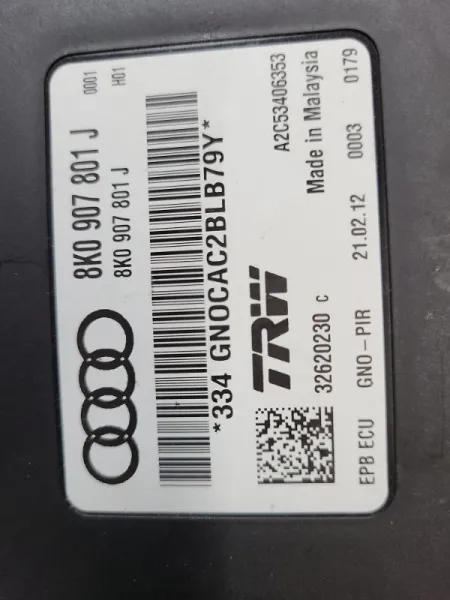 8K0 907 801 J 0001
8K0 907 801 J H01
*334 GNOCAC2BLB79Y*
TRW A2C53406353
32620230 C Made in Malaysia
EPB ECU GNO-PIR 21.02.12 0003 0179